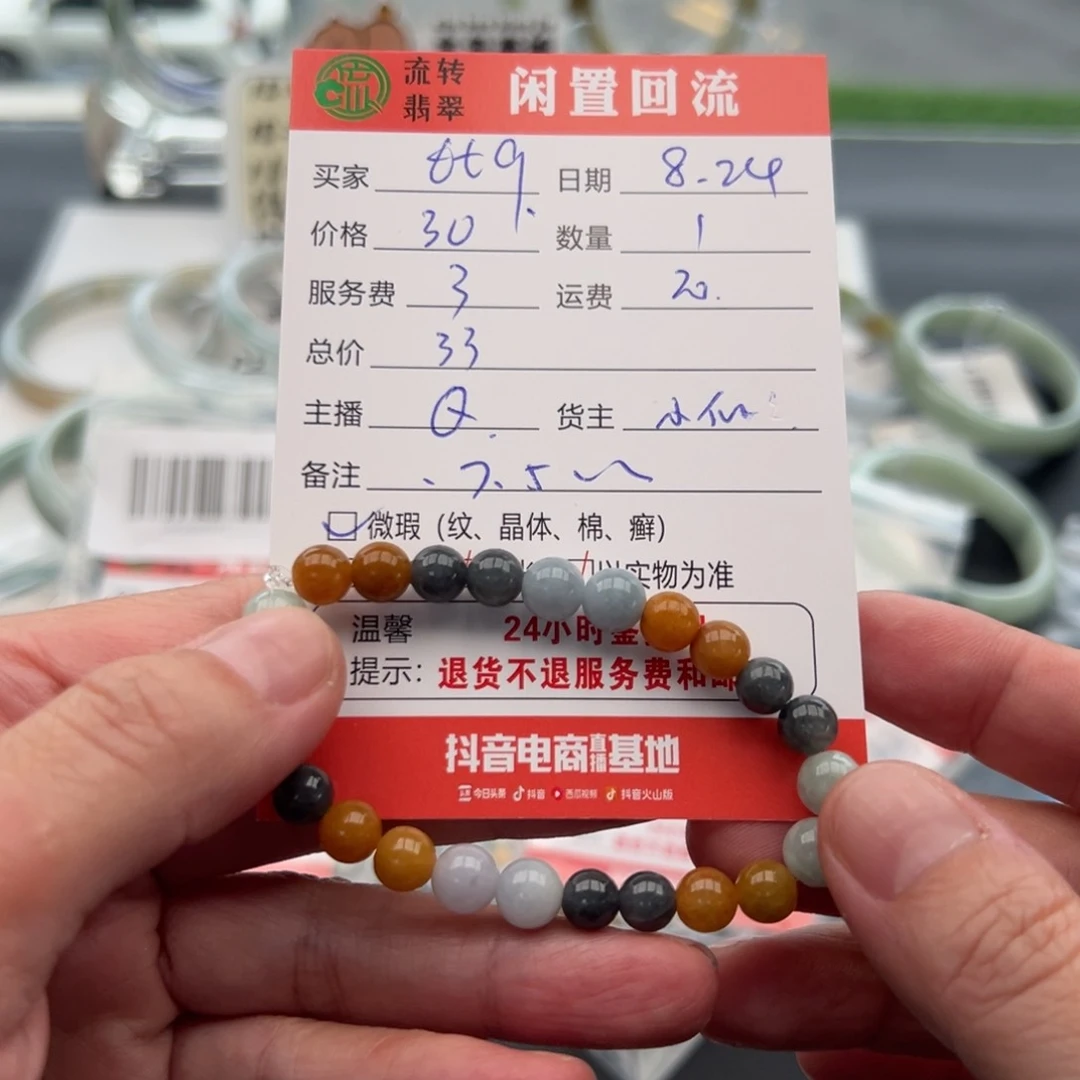 流转翡翠 闲置回流
买家 日期 8.24
价格 30 数量 1
服务费 3 运费 20.
总价 33
主播 Q. 货主
备注 .7.5
微瑕（纹、晶体、棉、癣）
以实物为准
温馨 24小时
提示：退货不退服务费和邮
抖音电商直播基地
今日头条 抖音 西瓜视频 抖音火山版